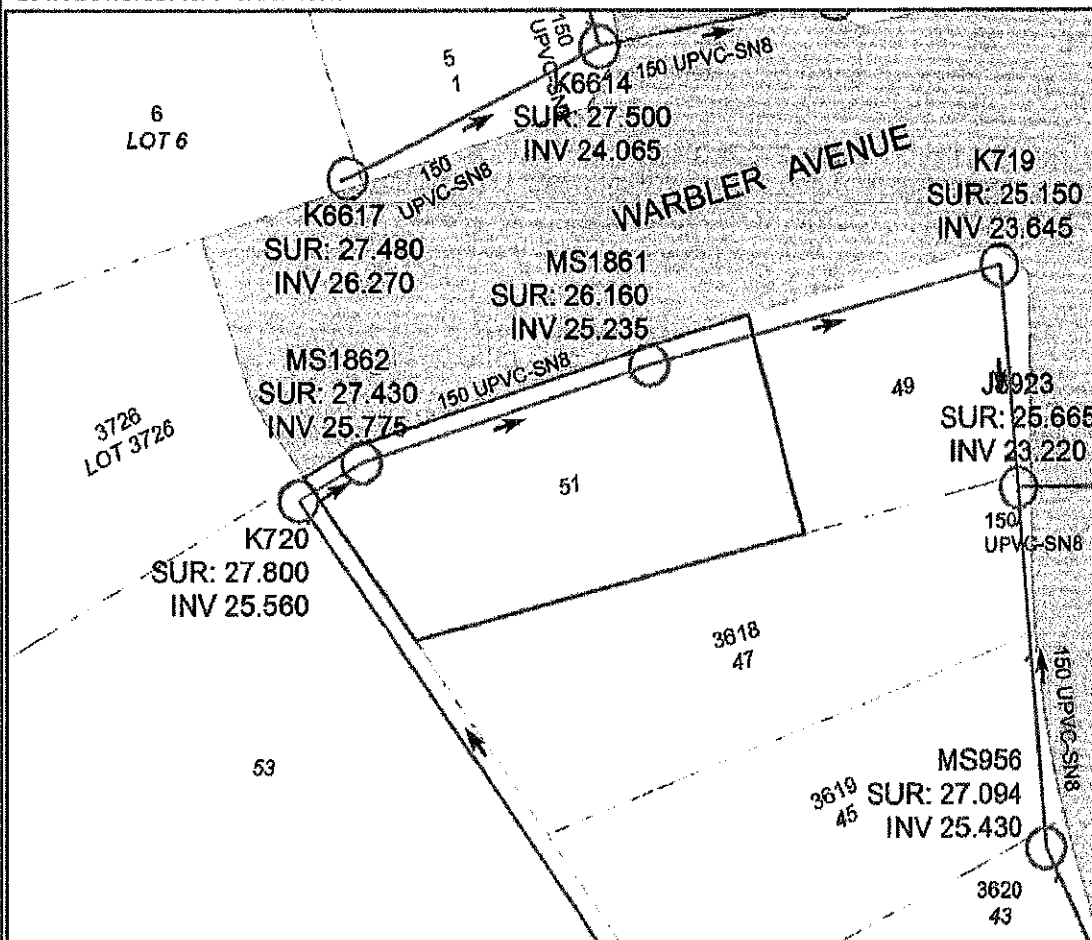 5
1
150
UPVC-SN8
K6614
SUR: 27.500
INV 24.065
150 UPVC-SN8
6
LOT 6
WARBLER AVENUE
K719
SUR: 25.150
INV 23.645
150
UPVC-SN8
K6617
SUR: 27.480
INV 26.270
MS1861
SUR: 26.160
INV 25.235
MS1862
SUR: 27.430
INV 25.775
150 UPVC-SN8
3726
LOT 3726
49
SUR: 25.665
INV 23.220
51
150
UPVC-SN8
K720
SUR: 27.800
INV 25.560
3618
47
150 UPVC-SN8
53
MS956
SUR: 27.094
INV 25.430
3619
45
3620
43